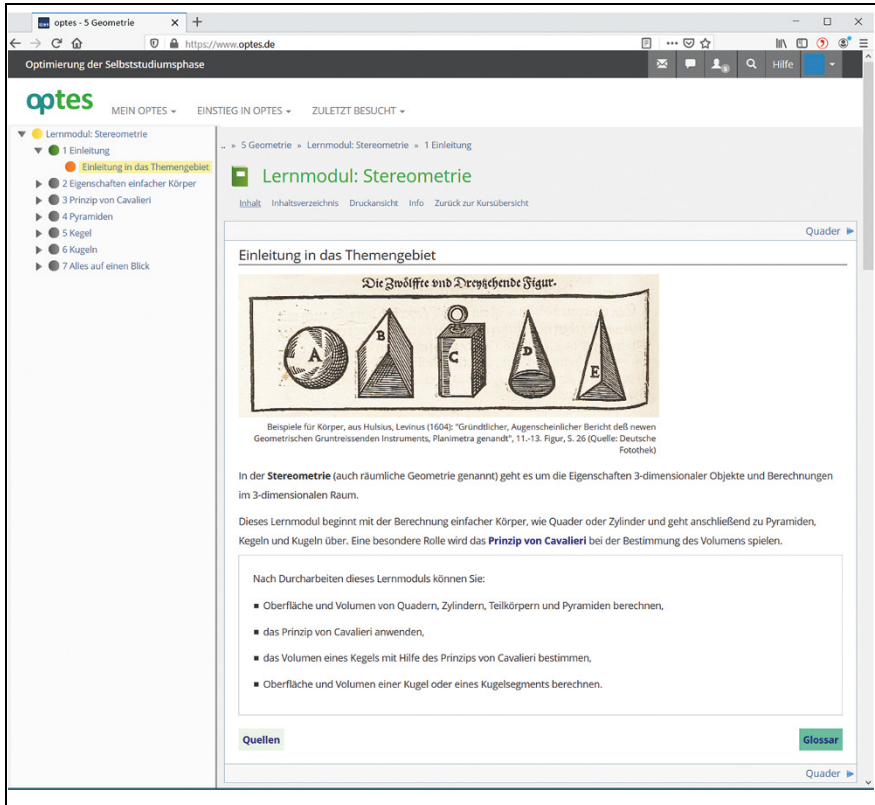 optes - 5 Geometrie
https://www.optes.de
Optimierung der Selbststudiumsphase
Hilfe
optes
MEIN OPTES
EINSTIEG IN OPTES
ZULETZT BESUCHT
Lernmodul: Stereometrie
1 Einleitung
Einleitung in das Themengebiet
2 Eigenschaften einfacher Körper
3 Prinzip von Cavalieri
4 Pyramiden
5 Kegel
6 Kugeln
7 Alles auf einen Blick
.. » 5 Geometrie » Lernmodul: Stereometrie » 1 Einleitung
Lernmodul: Stereometrie
Inhalt Inhaltsverzeichnis Druckansicht Info Zurück zur Kursübersicht
Quader
Einleitung in das Themengebiet
Die Zwölffte vnd Dreyzehende Figur.
A
B
C
D
E
Beispiele für Körper, aus Hulsius, Levinus (1604): "Gründtlicher, Augenscheinlicher Bericht deß newen
Geometrischen Gruntreissenden Instruments, Planimetra genandt", 11.-13. Figur, S. 26 (Quelle: Deutsche
Fotothek)
In der Stereometrie (auch räumliche Geometrie genannt) geht es um die Eigenschaften 3-dimensionaler Objekte und Berechnungen
im 3-dimensionalen Raum.
Dieses Lernmodul beginnt mit der Berechnung einfacher Körper, wie Quader oder Zylinder und geht anschließend zu Pyramiden,
Kegeln und Kugeln über. Eine besondere Rolle wird das Prinzip von Cavalieri bei der Bestimmung des Volumens spielen.
Nach Durcharbeiten dieses Lernmoduls können Sie:
Oberfläche und Volumen von Quadern, Zylindern, Teilkörpern und Pyramiden berechnen,
das Prinzip von Cavalieri anwenden,
das Volumen eines Kegels mit Hilfe des Prinzips von Cavalieri bestimmen,
Oberfläche und Volumen einer Kugel oder eines Kugelsegments berechnen.
Quellen
Glossar
Quader